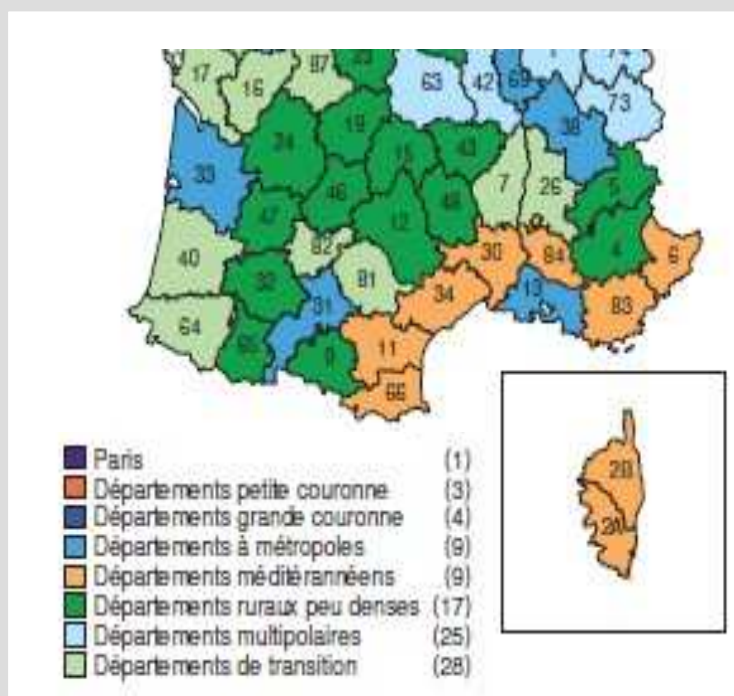 17 16 87 23 63 42 69 1 74
73
24 19 15 43 38
33
47 46 12 48 7 26 5
40 82 30 84 4 6
32 81 34 13 83
64 31
65 9 11
66
Paris (1)
Départements petite couronne (3)
Départements grande couronne (4)
Départements à métropoles (9)
Départements méditérannéens (9)
Départements ruraux peu denses (17)
Départements multipolaires (25)
Départements de transition (28)
2B
2A